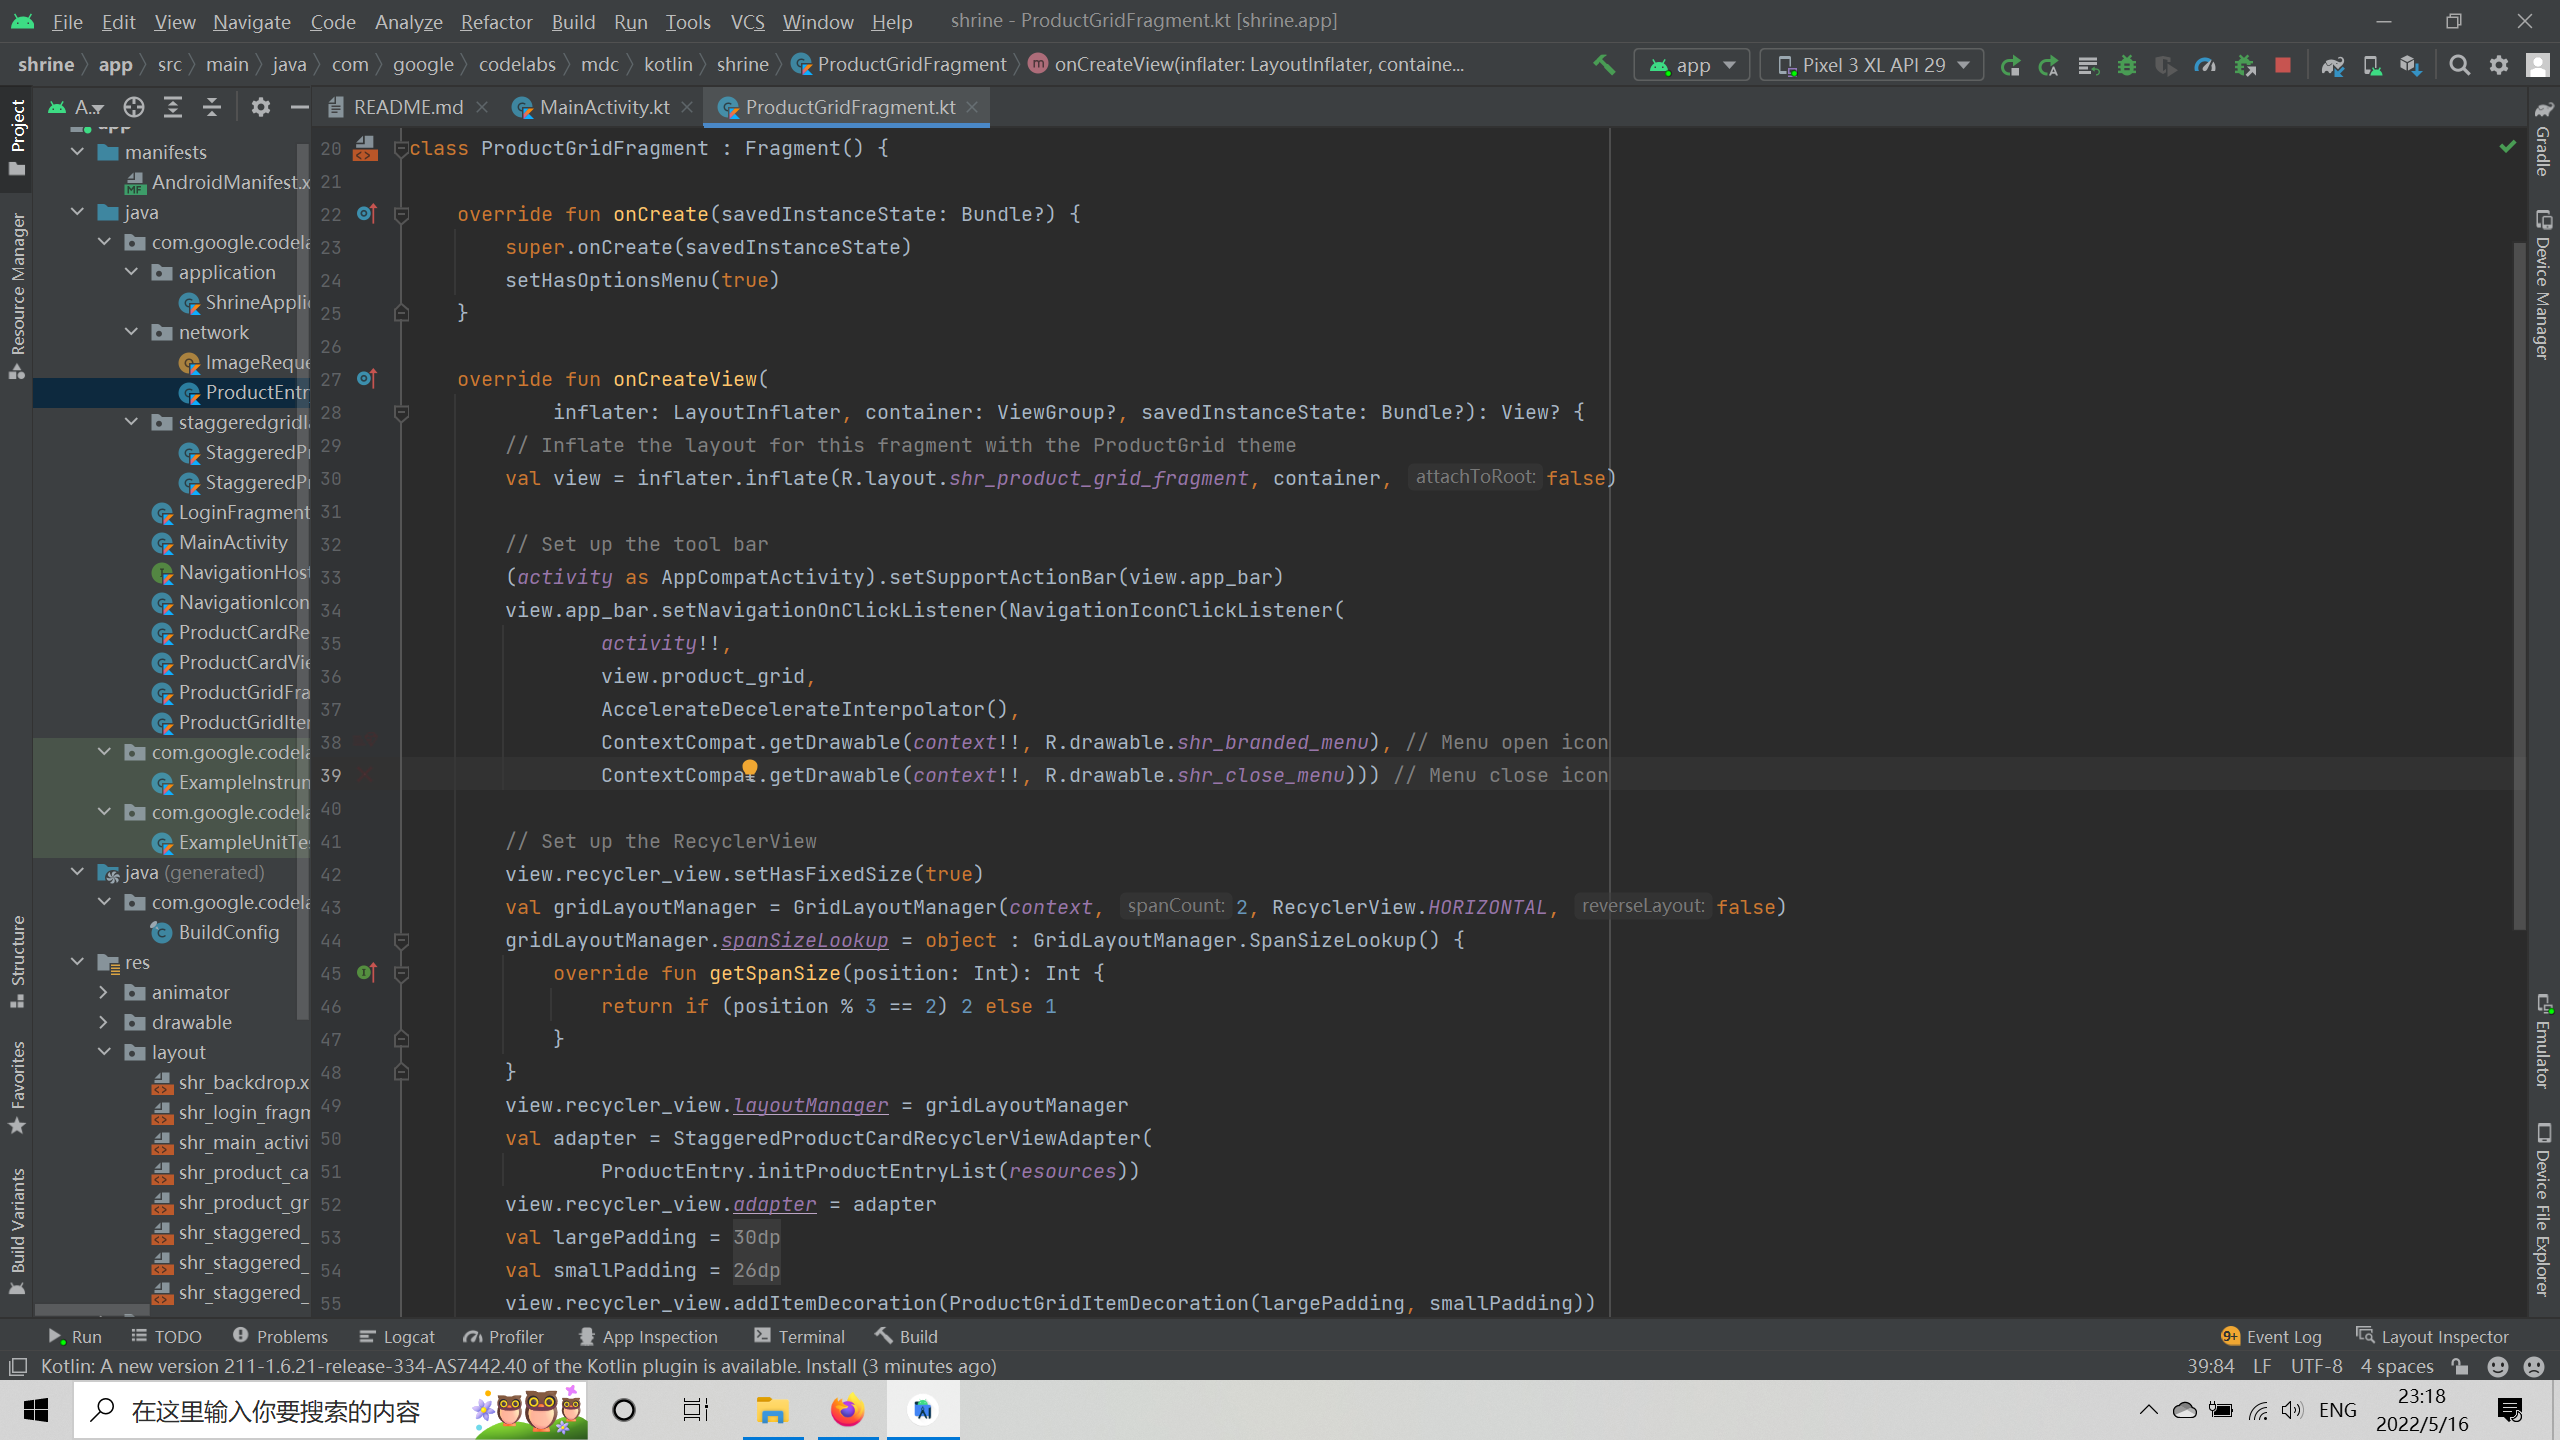 File Edit View Navigate Code Analyze Refactor Build Run Tools VCS Window Help shrine - ProductGridFragment.kt [shrine.app]
shrine app src main java com google codelabs mdc kotlin shrine ProductGridFragment onCreateView(inflater: LayoutInflater, containe... app Pixel 3 XL API 29
A.. README.md MainActivity.kt ProductGridFragment.kt
Project
Resource Manager
Structure
Favorites
Build Variants
app
manifests
AndroidManifest.x
java
com.google.codela
application
ShrineApplic
network
ImageReque
ProductEntr
staggeredgridla
StaggeredPr
StaggeredPr
LoginFragment
MainActivity
NavigationHost
NavigationIcon
ProductCardRe
ProductCardVie
ProductGridFra
ProductGridIter
com.google.codela
ExampleInstrun
com.google.codela
ExampleUnitTe
java (generated)
com.google.codela
BuildConfig
res
animator
drawable
layout
shr_backdrop.x
shr_login_fragm
shr_main_activi
shr_product_ca
shr_product_gr
shr_staggered_
shr_staggered_
shr_staggered_
20 class ProductGridFragment : Fragment() {
21
22 override fun onCreate(savedInstanceState: Bundle?) {
23 super.onCreate(savedInstanceState)
24 setHasOptionsMenu(true)
25 }
26
27 override fun onCreateView(
28 inflater: LayoutInflater, container: ViewGroup?, savedInstanceState: Bundle?): View? {
29 // Inflate the layout for this fragment with the ProductGrid theme
30 val view = inflater.inflate(R.layout.shr_product_grid_fragment, container, attachToRoot: false)
31
32 // Set up the tool bar
33 (activity as AppCompatActivity).setSupportActionBar(view.app_bar)
34 view.app_bar.setNavigationOnClickListener(NavigationIconClickListener(
35 activity!!,
36 view.product_grid,
37 AccelerateDecelerateInterpolator(),
38 ContextCompat.getDrawable(context!!, R.drawable.shr_branded_menu), // Menu open icon
39 ContextCompat.getDrawable(context!!, R.drawable.shr_close_menu))) // Menu close icon
40
41 // Set up the RecyclerView
42 view.recycler_view.setHasFixedSize(true)
43 val gridLayoutManager = GridLayoutManager(context, spanCount: 2, RecyclerView.HORIZONTAL, reverseLayout: false)
44 gridLayoutManager.spanSizeLookup = object : GridLayoutManager.SpanSizeLookup() {
45 override fun getSpanSize(position: Int): Int {
46 return if (position % 3 == 2) 2 else 1
47 }
48 }
49 view.recycler_view.layoutManager = gridLayoutManager
50 val adapter = StaggeredProductCardRecyclerViewAdapter(
51 ProductEntry.initProductEntryList(resources))
52 view.recycler_view.adapter = adapter
53 val largePadding = 30dp
54 val smallPadding = 26dp
55 view.recycler_view.addItemDecoration(ProductGridItemDecoration(largePadding, smallPadding))
Gradle
Device Manager
Emulator
Device File Explorer
Run TODO Problems Logcat Profiler App Inspection Terminal Build 9+ Event Log Layout Inspector
Kotlin: A new version 211-1.6.21-release-334-AS7442.40 of the Kotlin plugin is available. Install (3 minutes ago) 39:84 LF UTF-8 4 spaces
在这里输入你要搜索的内容 ENG
23:18
2022/5/16